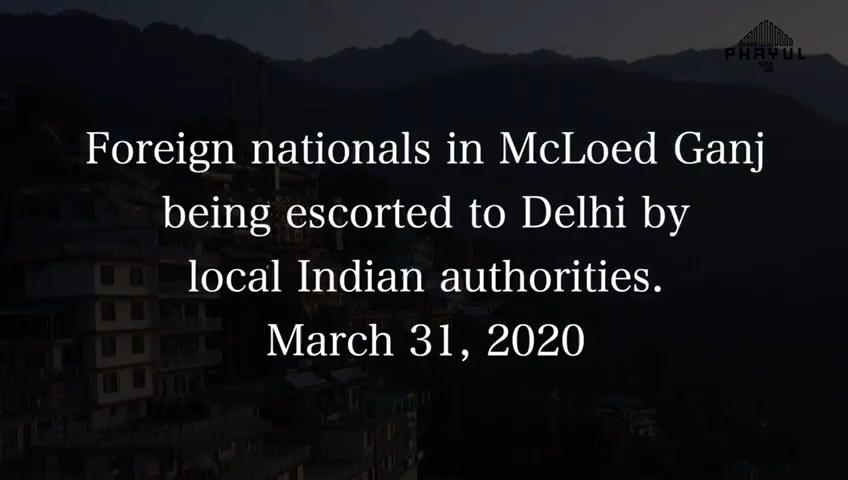 PHAYUL
Foreign nationals in McLoed Ganj
being escorted to Delhi by
local Indian authorities.
March 31, 2020